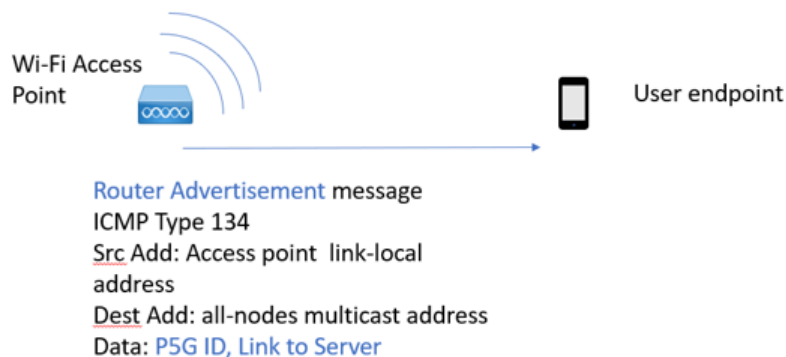 Wi-Fi Access
Point
User endpoint
Router Advertisement message
ICMP Type 134
Src Add: Access point link-local
address
Dest Add: all-nodes multicast address
Data: P5G ID, Link to Server